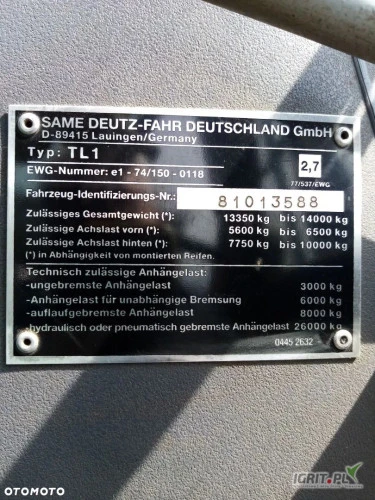 SAME DEUTZ-FAHR DEUTSCHLAND GmbH
D-89415 Lauingen/Germany
Typ: TL1
2,7
EWG-Nummer: e1 - 74/150 - 0118
77/537/EWG
Fahrzeug-Identifizierungs-Nr.: 81013588
Zulässiges Gesamtgewicht (*): 13350 kg bis 14000 kg
Zulässige Achslast vorn (*): 5600 kg bis 6500 kg
Zulässige Achslast hinten (*): 7750 kg bis 10000 kg
(*) in Abhängigkeit von montierten Reifen.
Technisch zulässige Anhängelast:
-ungebremste Anhängelast 3000 kg
-Anhängelast für unabhängige Bremsung 6000 kg
-auflaufgebremste Anhängelast 8000 kg
-hydraulisch oder pneumatisch gebremste Anhängelast 26000 kg
0445 2632
OTOMOTO
IGRIT.PL